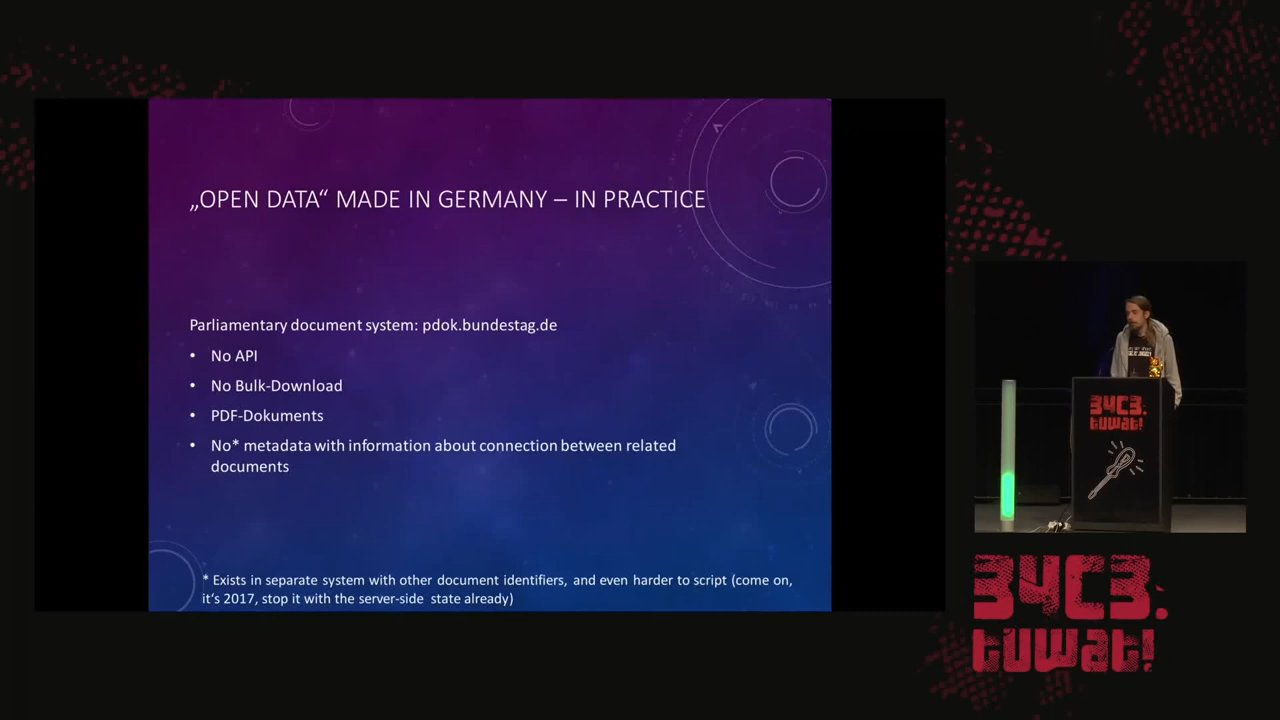 „OPEN DATA“ MADE IN GERMANY – IN PRACTICE
Parliamentary document system: pdok.bundestag.de
• No API
• No Bulk-Download
• PDF-Dokuments
• No* metadata with information about connection between related
documents
* Exists in separate system with other document identifiers, and even harder to script (come on,
it‘s 2017, stop it with the server-side state already)
34C3.
tuwat!
34C3.
tuwat!